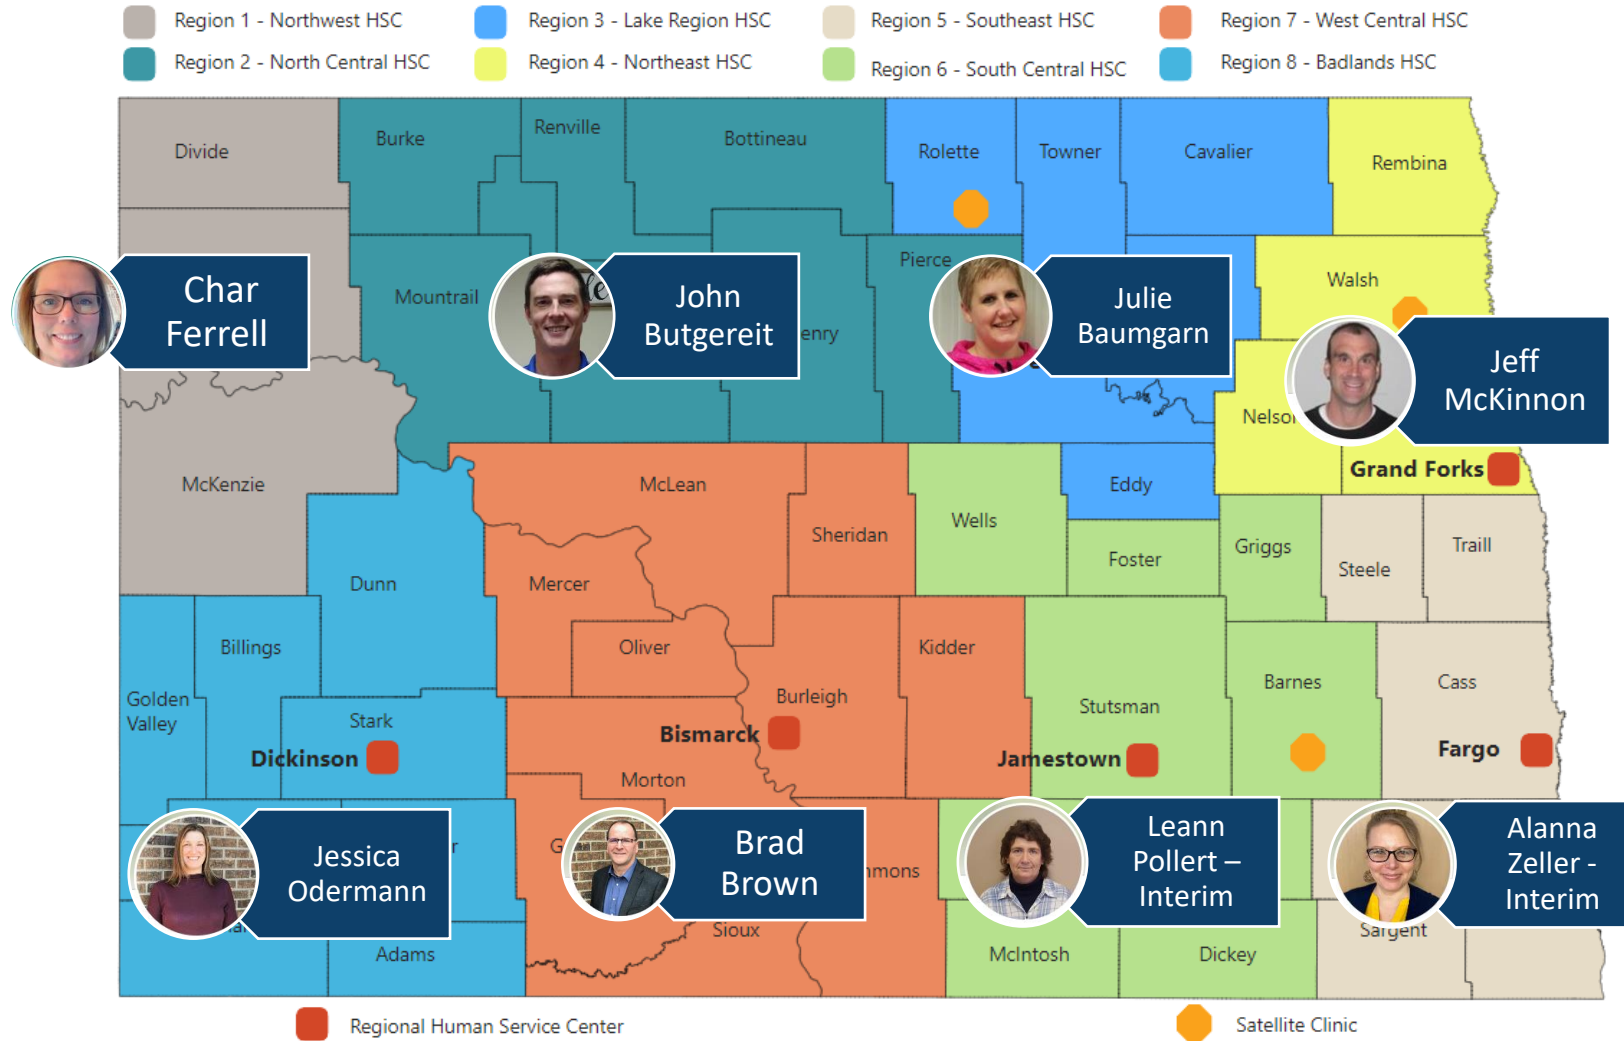 Region 1 - Northwest HSC
Region 3 - Lake Region HSC
Region 5 - Southeast HSC
Region 7 - West Central HSC
Region 2 - North Central HSC
Region 4 - Northeast HSC
Region 6 - South Central HSC
Region 8 - Badlands HSC
Divide
Burke
Renville
Bottineau
Rolette
Towner
Cavalier
Rembina
Pierce
Walsh
Mountrail
Char
Ferrell
John
Butgereit
enry
Julie
Baumgarn
Jeff
McKinnon
Nelson
Grand Forks
McKenzie
McLean
Eddy
Wells
Sheridan
Foster
Griggs
Steele
Traill
Dunn
Mercer
Oliver
Kidder
Billings
Burleigh
Barnes
Cass
Golden
Valley
Stark
Stutsman
Bismarck
Dickinson
Jamestown
Fargo
Morton
Jessica
Odermann
r
G
Brad
Brown
mmons
Leann
Pollert –
Interim
Alanna
Zeller -
Interim
Sioux
Sargent
Adams
McIntosh
Dickey
Regional Human Service Center
Satellite Clinic